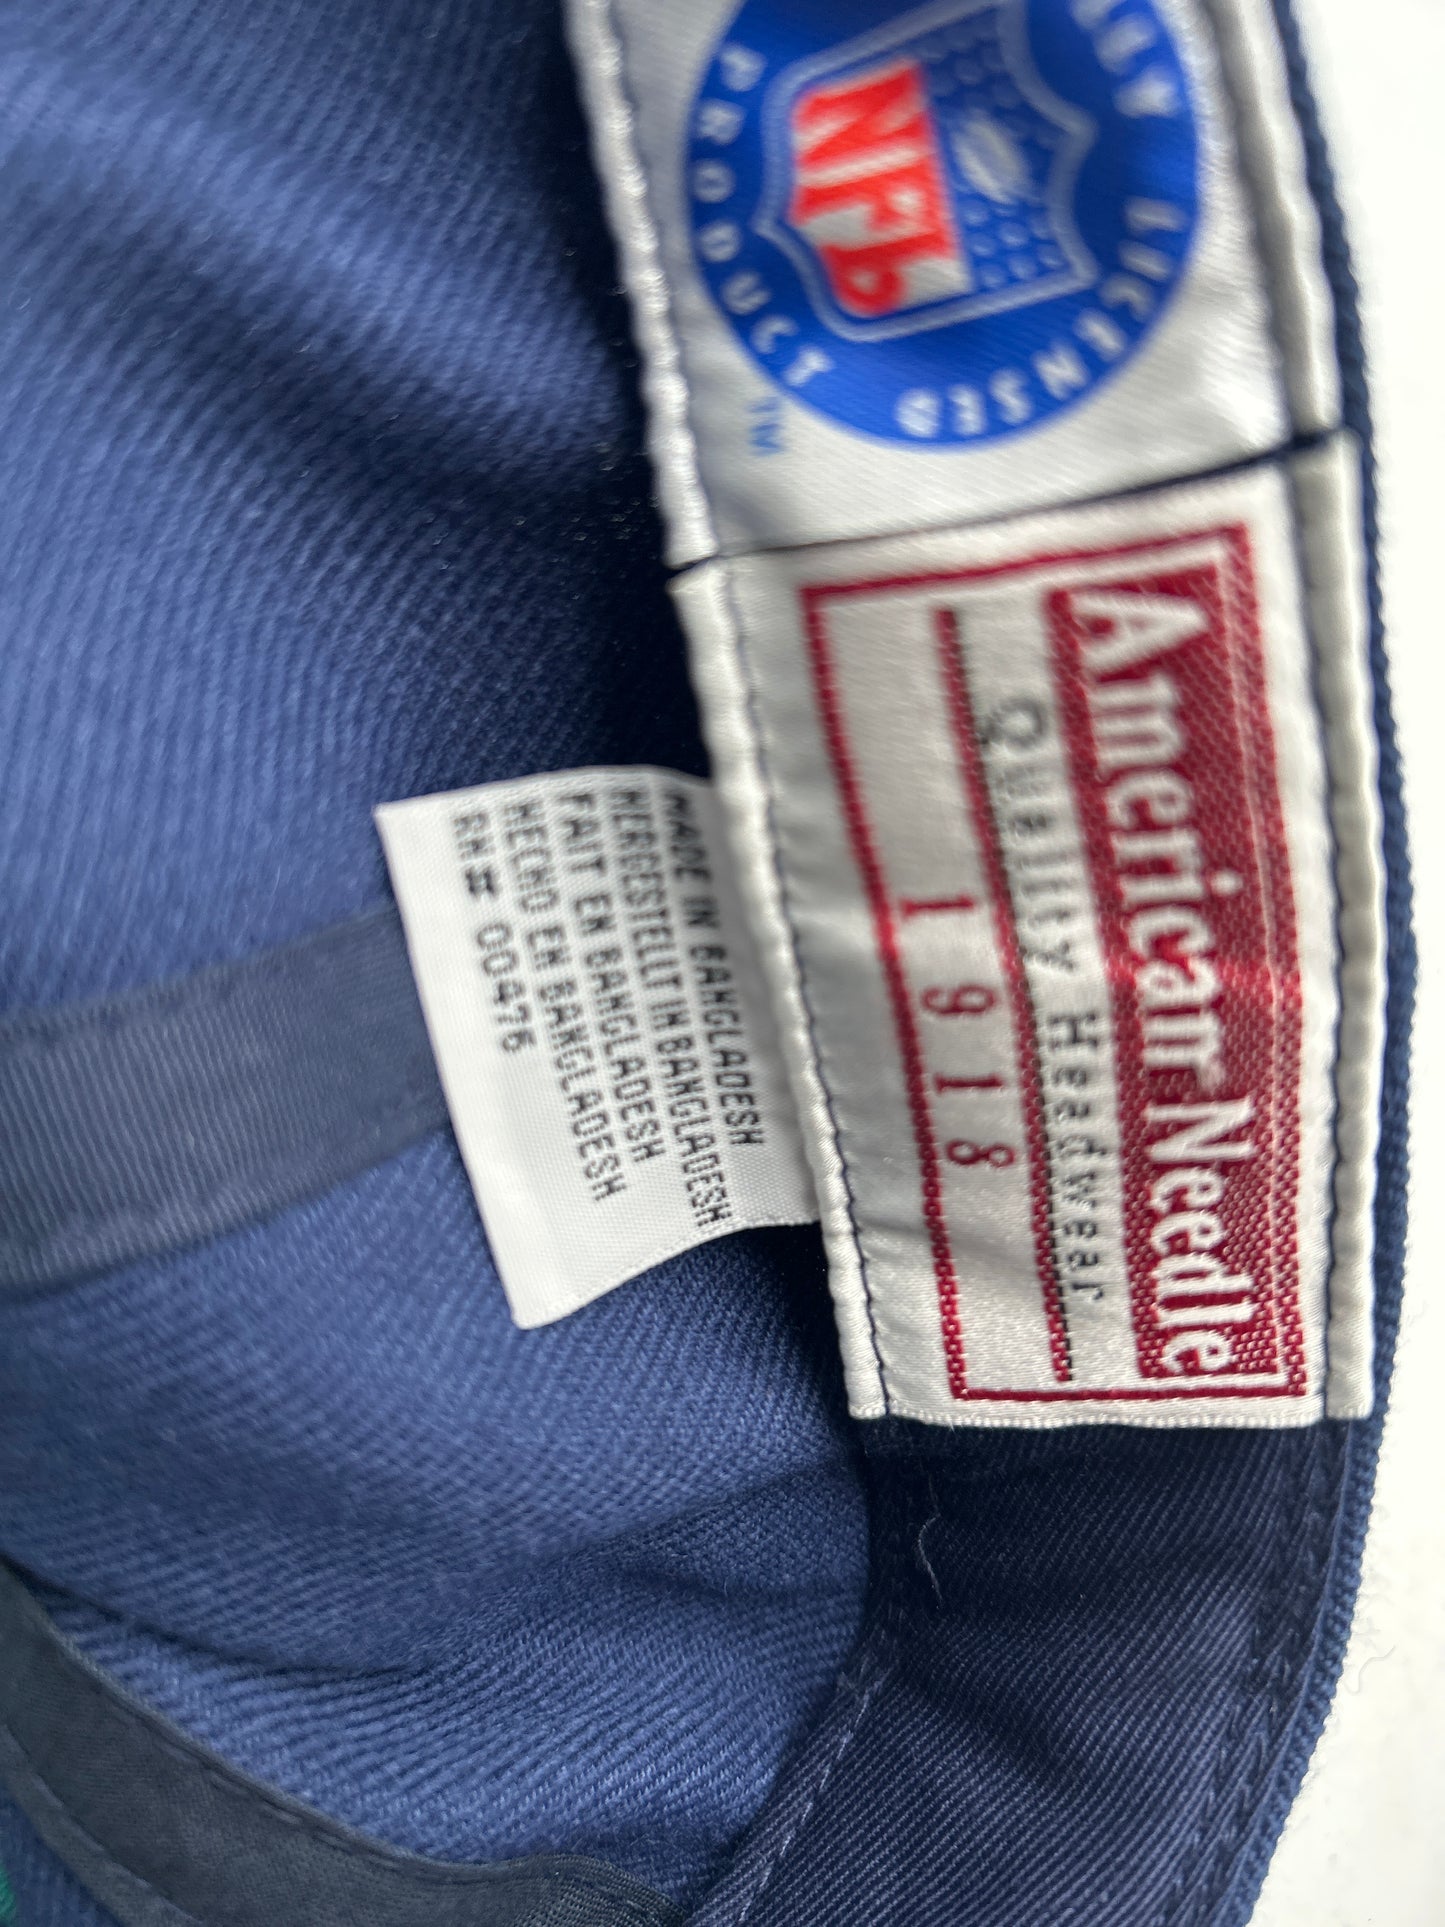 LICENSED
PRODUCT
NFL
TM
American Needle
Quality Headwear
1918
MADE IN BANGLADESH
HERGESTELLT IN BANGLADESH
FAIT EN BANGLADESH
HECHO EN BANGLADESH
RN# 00476